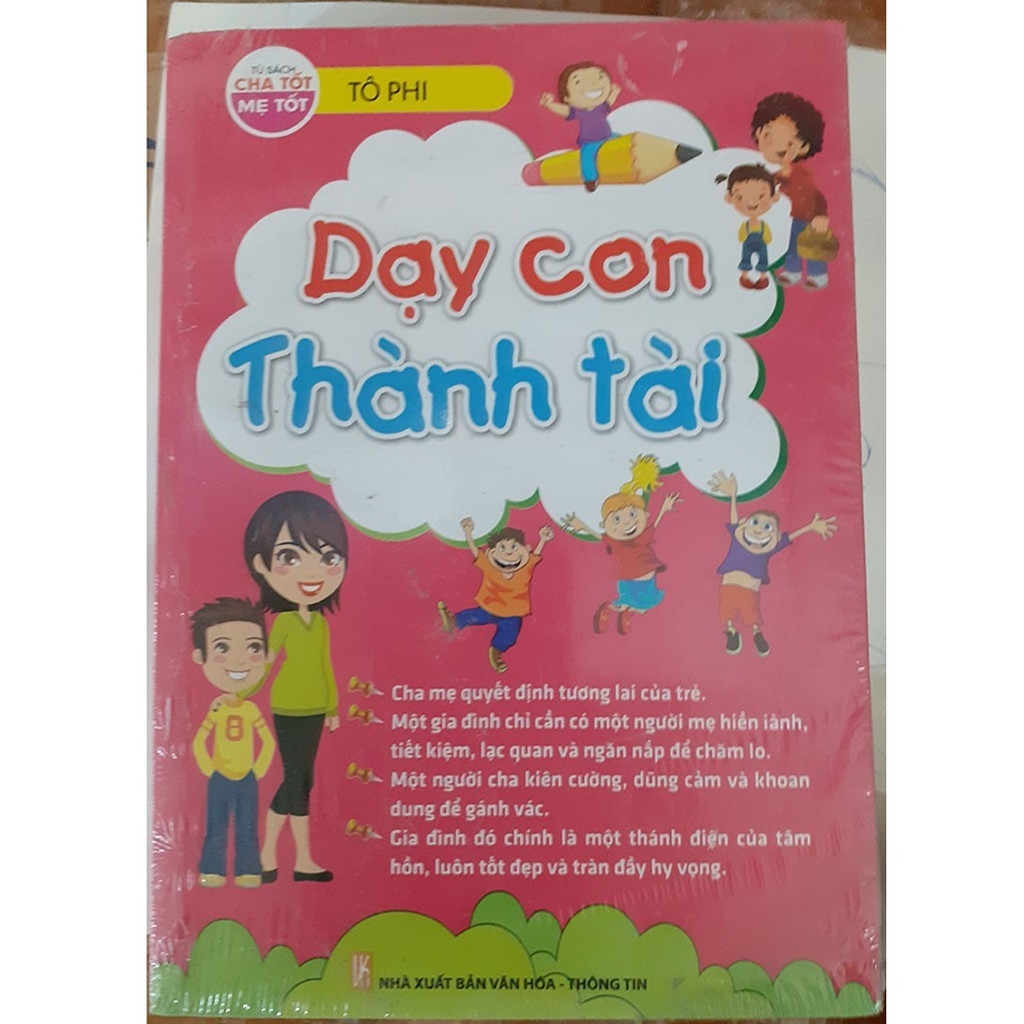 TỦ SÁCH
CHA TỐT
MẸ TỐT
TÔ PHI
Dạy con
Thành tài
8
Cha mẹ quyết định tương lai của trẻ.
Một gia đình chỉ cần có một người mẹ hiền lành,
tiết kiệm, lạc quan và ngăn nắp để chăm lo.
Một người cha kiên cường, dũng cảm và khoan
dung để gánh vác.
Gia đình đó chính là một thánh điện của tâm
hồn, luôn tốt đẹp và tràn đầy hy vọng.
NHÀ XUẤT BẢN VĂN HÓA - THÔNG TIN